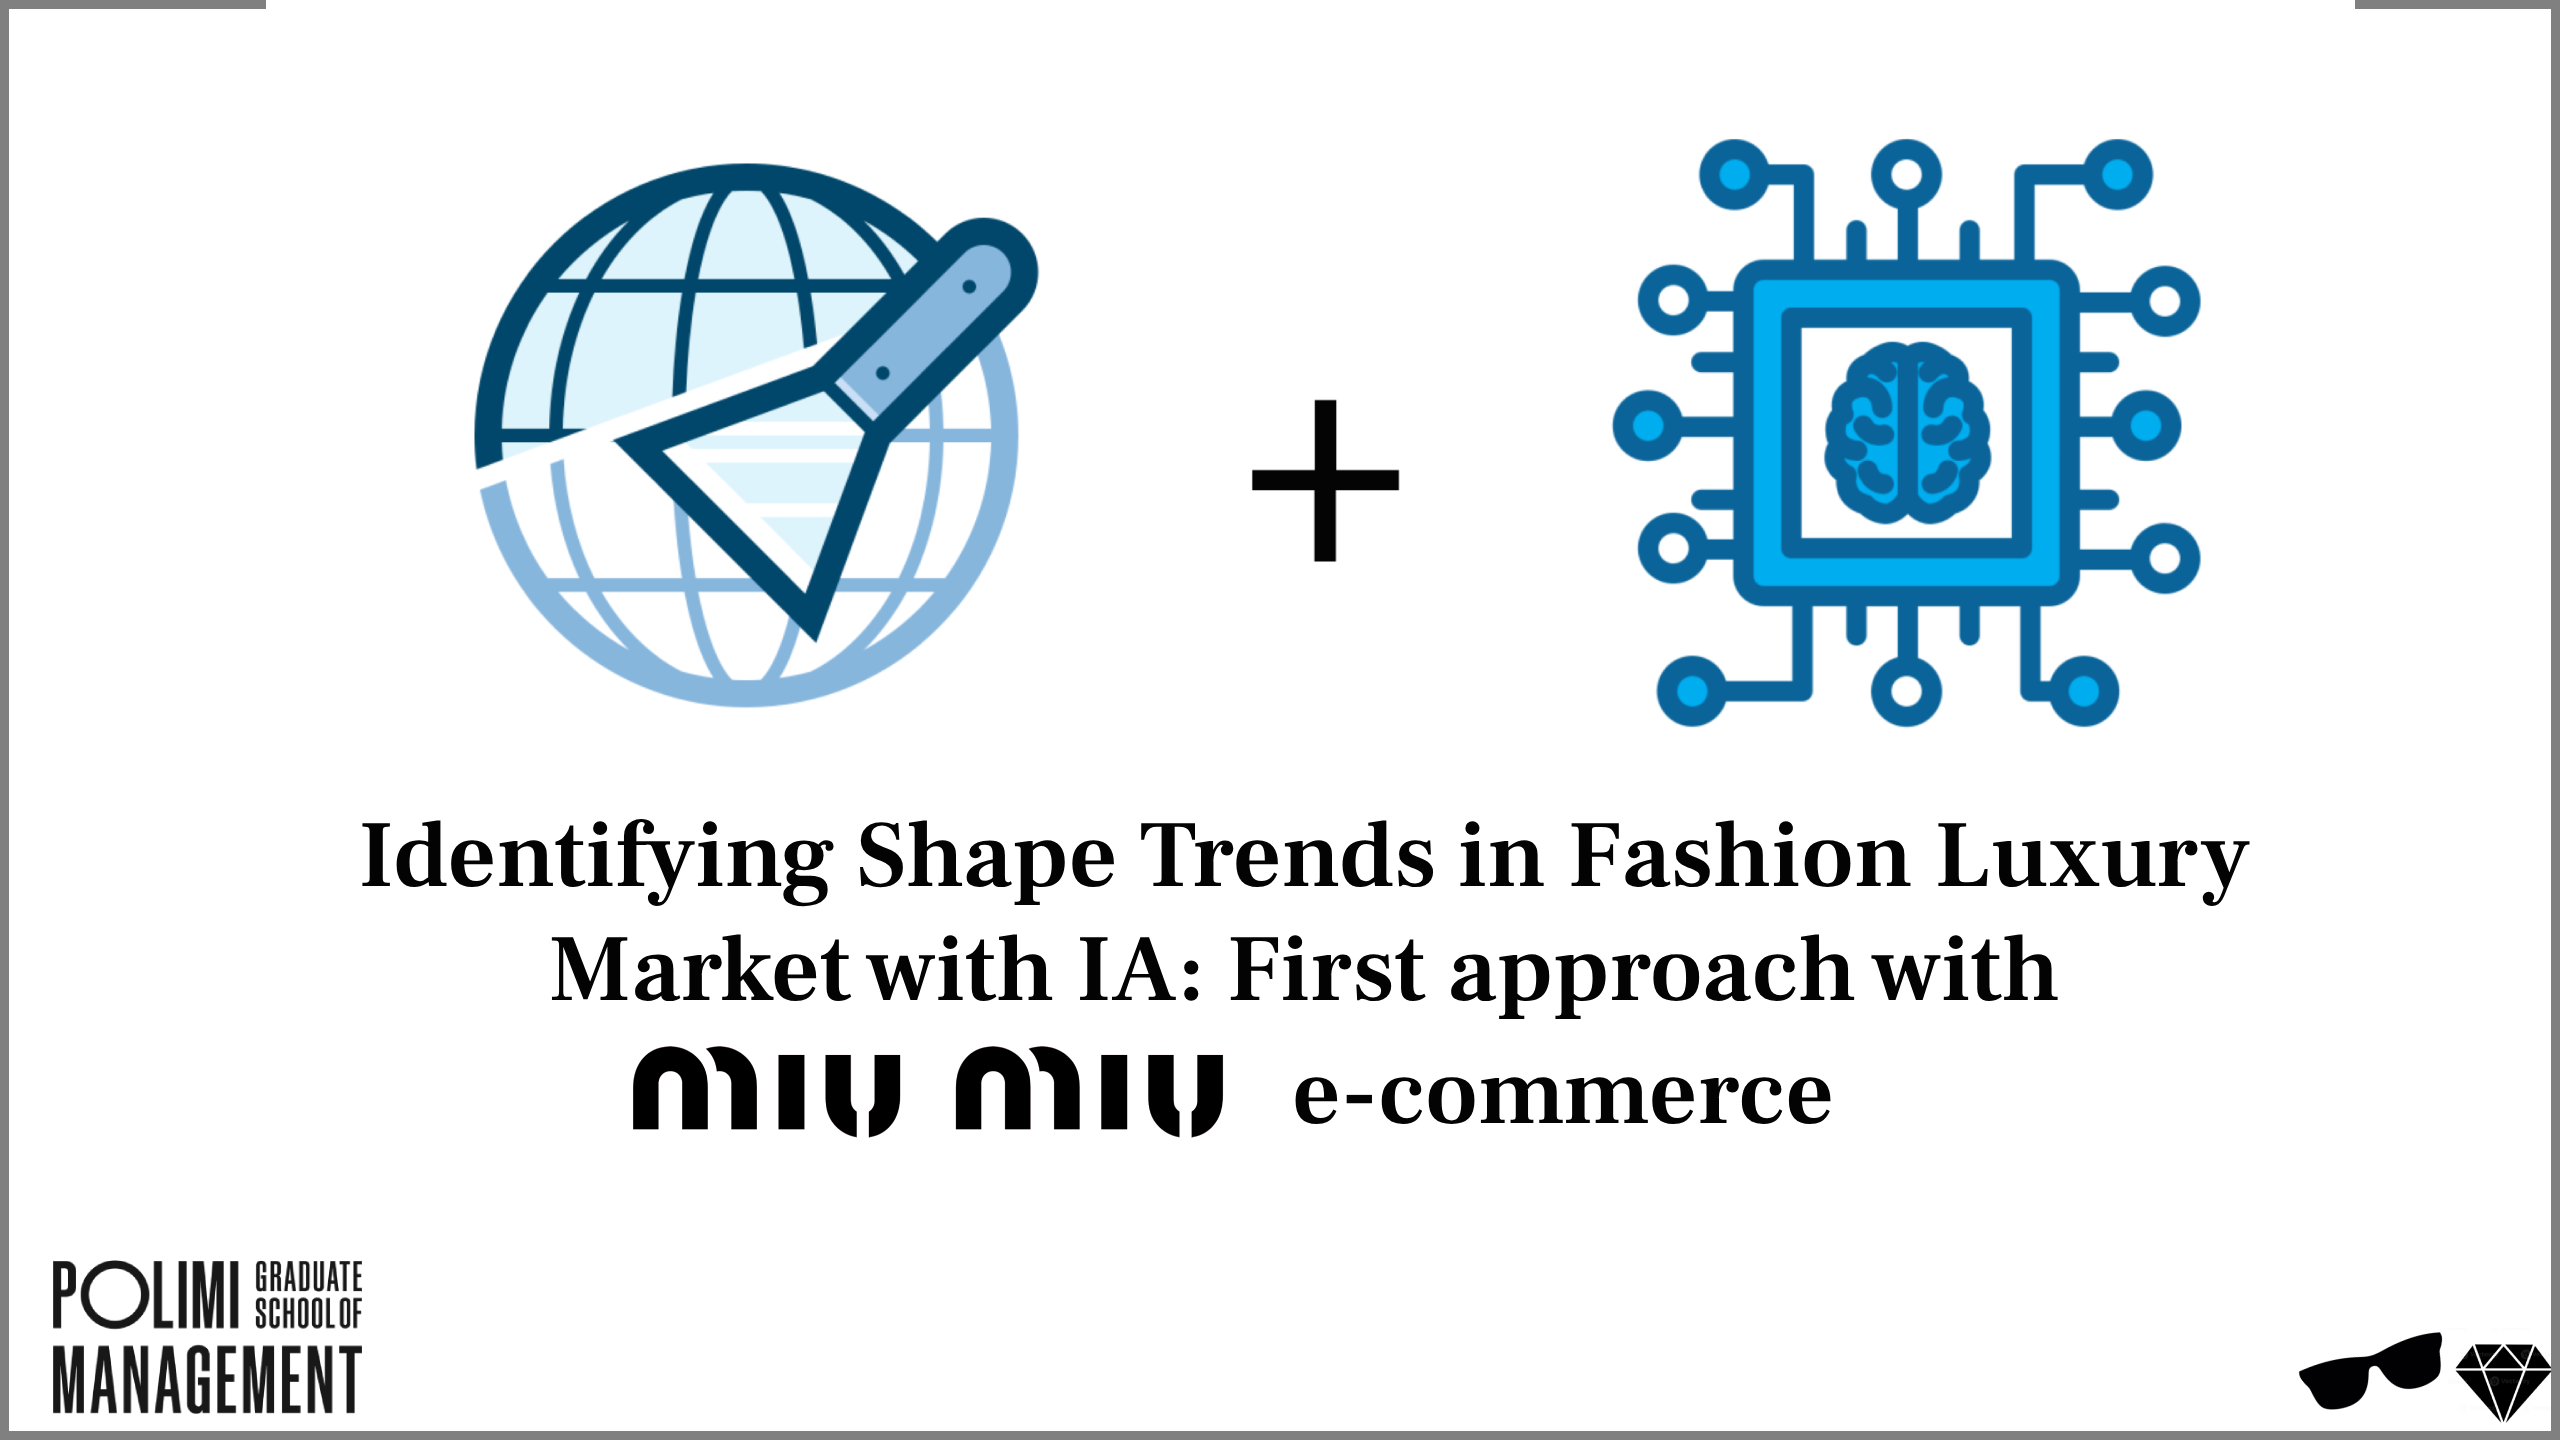 +
Identifying Shape Trends in Fashion Luxury
Market with IA: First approach with
miu miu e-commerce
POLIMI GRADUATE
SCHOOL OF
MANAGEMENT